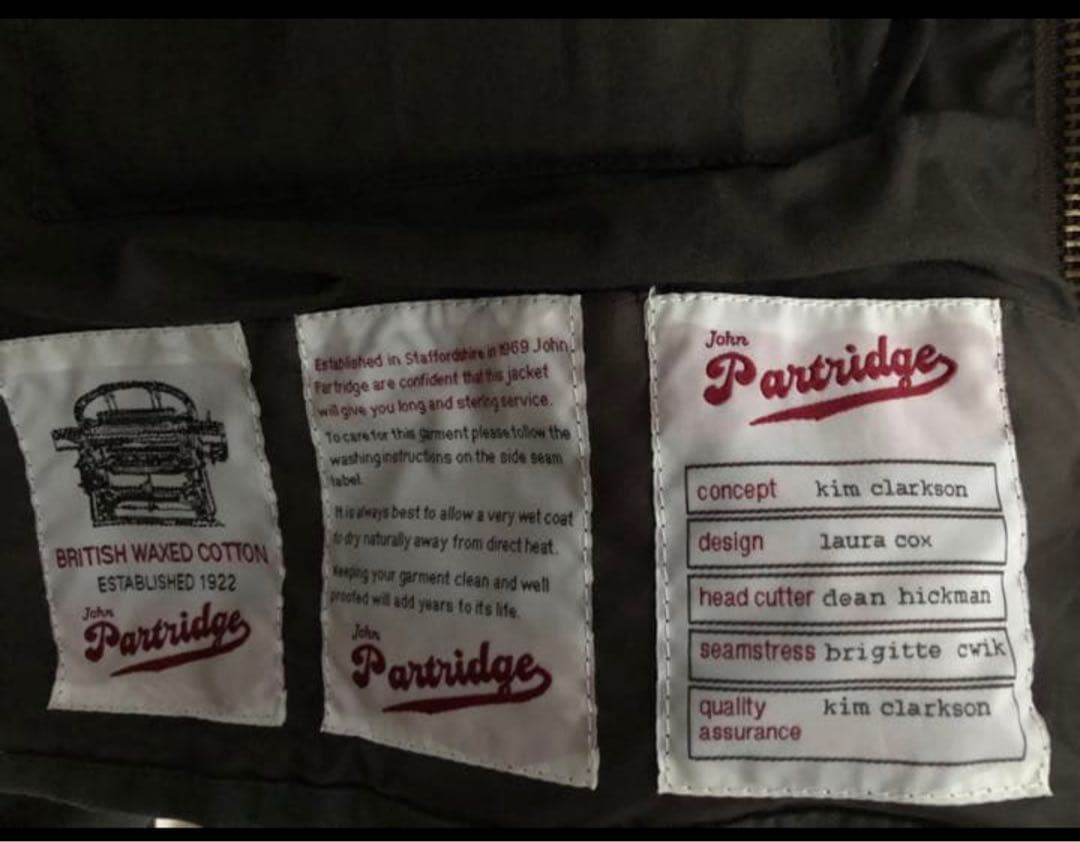 BRITISH WAXED COTTON
ESTABLISHED 1922
John
Partridge
Established in Staffordshire in 1969 John
Partridge are confident that this jacket
will give you long and sterling service.
To care for this garment please follow the
washing instructions on the side seam
label.
It is always best to allow a very wet coat
to dry naturally away from direct heat.
Keeping your garment clean and well
proofed will add years to its life.
John
Partridge
John
Partridge
concept kim clarkson
design laura cox
head cutter dean hickman
seamstress brigitte cwik
quality kim clarkson
assurance